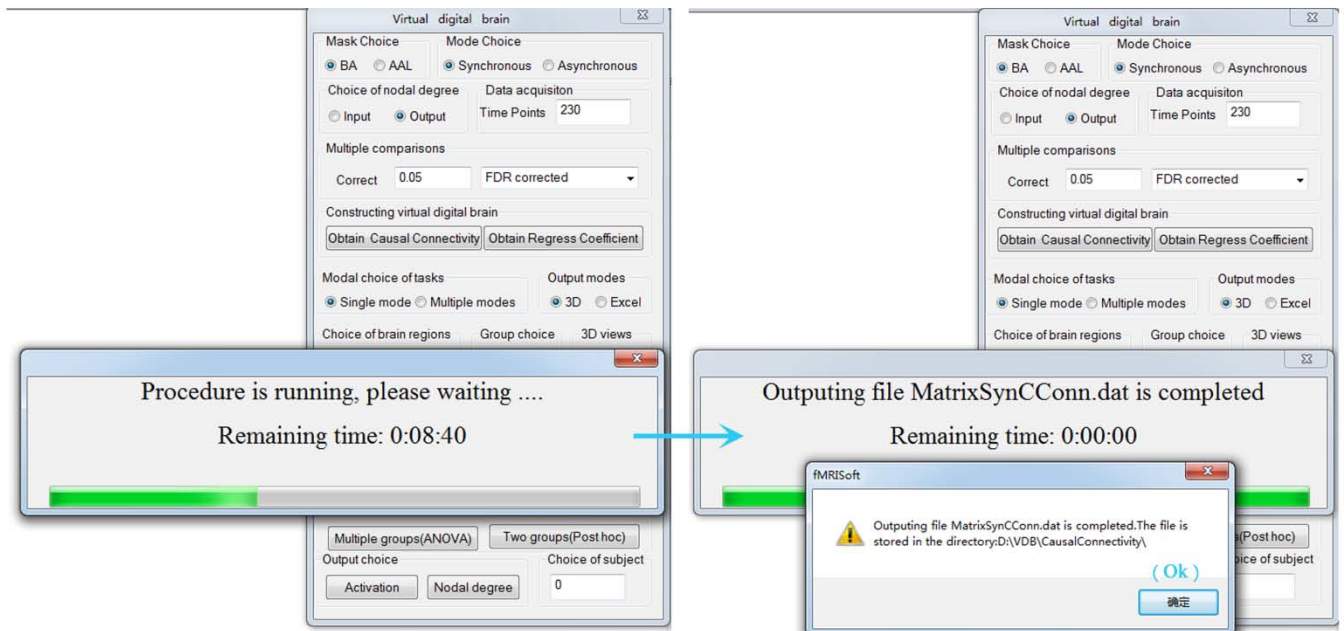 Virtual digital brain
Mask Choice Mode Choice
BA AAL Synchronous Asynchronous
Choice of nodal degree Data acquisiton
Input Output Time Points 230
Multiple comparisons
Correct 0.05 FDR corrected
Constructing virtual digital brain
Obtain Causal Connectivity Obtain Regress Coefficient
Modal choice of tasks Output modes
Single mode Multiple modes 3D Excel
Choice of brain regions Group choice 3D views
Procedure is running, please waiting ....
Remaining time: 0:08:40
Multiple groups(ANOVA) Two groups(Post hoc)
Output choice Choice of subject
Activation Nodal degree 0
Virtual digital brain
Mask Choice Mode Choice
BA AAL Synchronous Asynchronous
Choice of nodal degree Data acquisiton
Input Output Time Points 230
Multiple comparisons
Correct 0.05 FDR corrected
Constructing virtual digital brain
Obtain Causal Connectivity Obtain Regress Coefficient
Modal choice of tasks Output modes
Single mode Multiple modes 3D Excel
Choice of brain regions Group choice 3D views
Outputing file MatrixSynCConn.dat is completed
Remaining time: 0:00:00
fMRISoft
Outputing file MatrixSynCConn.dat is completed.The file is
stored in the directory:D:\VDB\CausalConnectivity\
( Ok )
确定
(Post hoc)
of subject